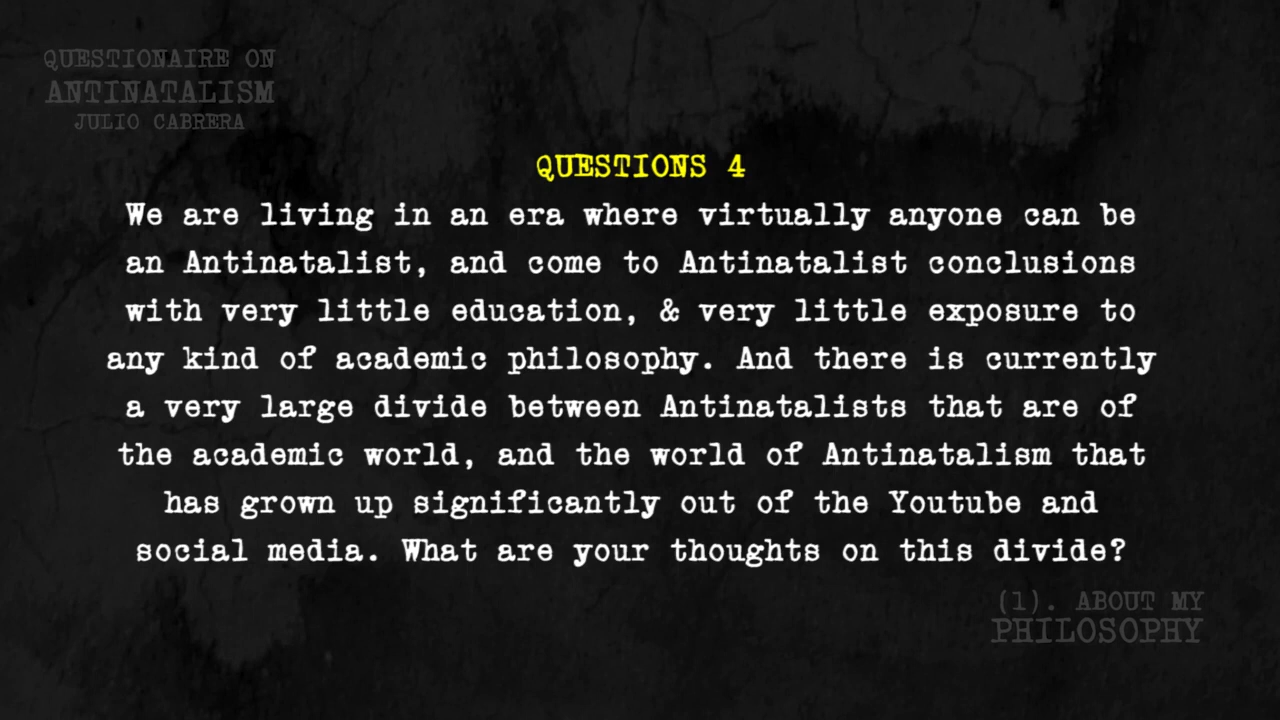 QUESTIONAIRE ON
ANTINATALISM
JULIO CABRERA
QUESTIONS 4
We are living in an era where virtually anyone can be
an Antinatalist, and come to Antinatalist conclusions
with very little education, & very little exposure to
any kind of academic philosophy. And there is currently
a very large divide between Antinatalists that are of
the academic world, and the world of Antinatalism that
has grown up significantly out of the Youtube and
social media. What are your thoughts on this divide?
(1). ABOUT MY
PHILOSOPHY